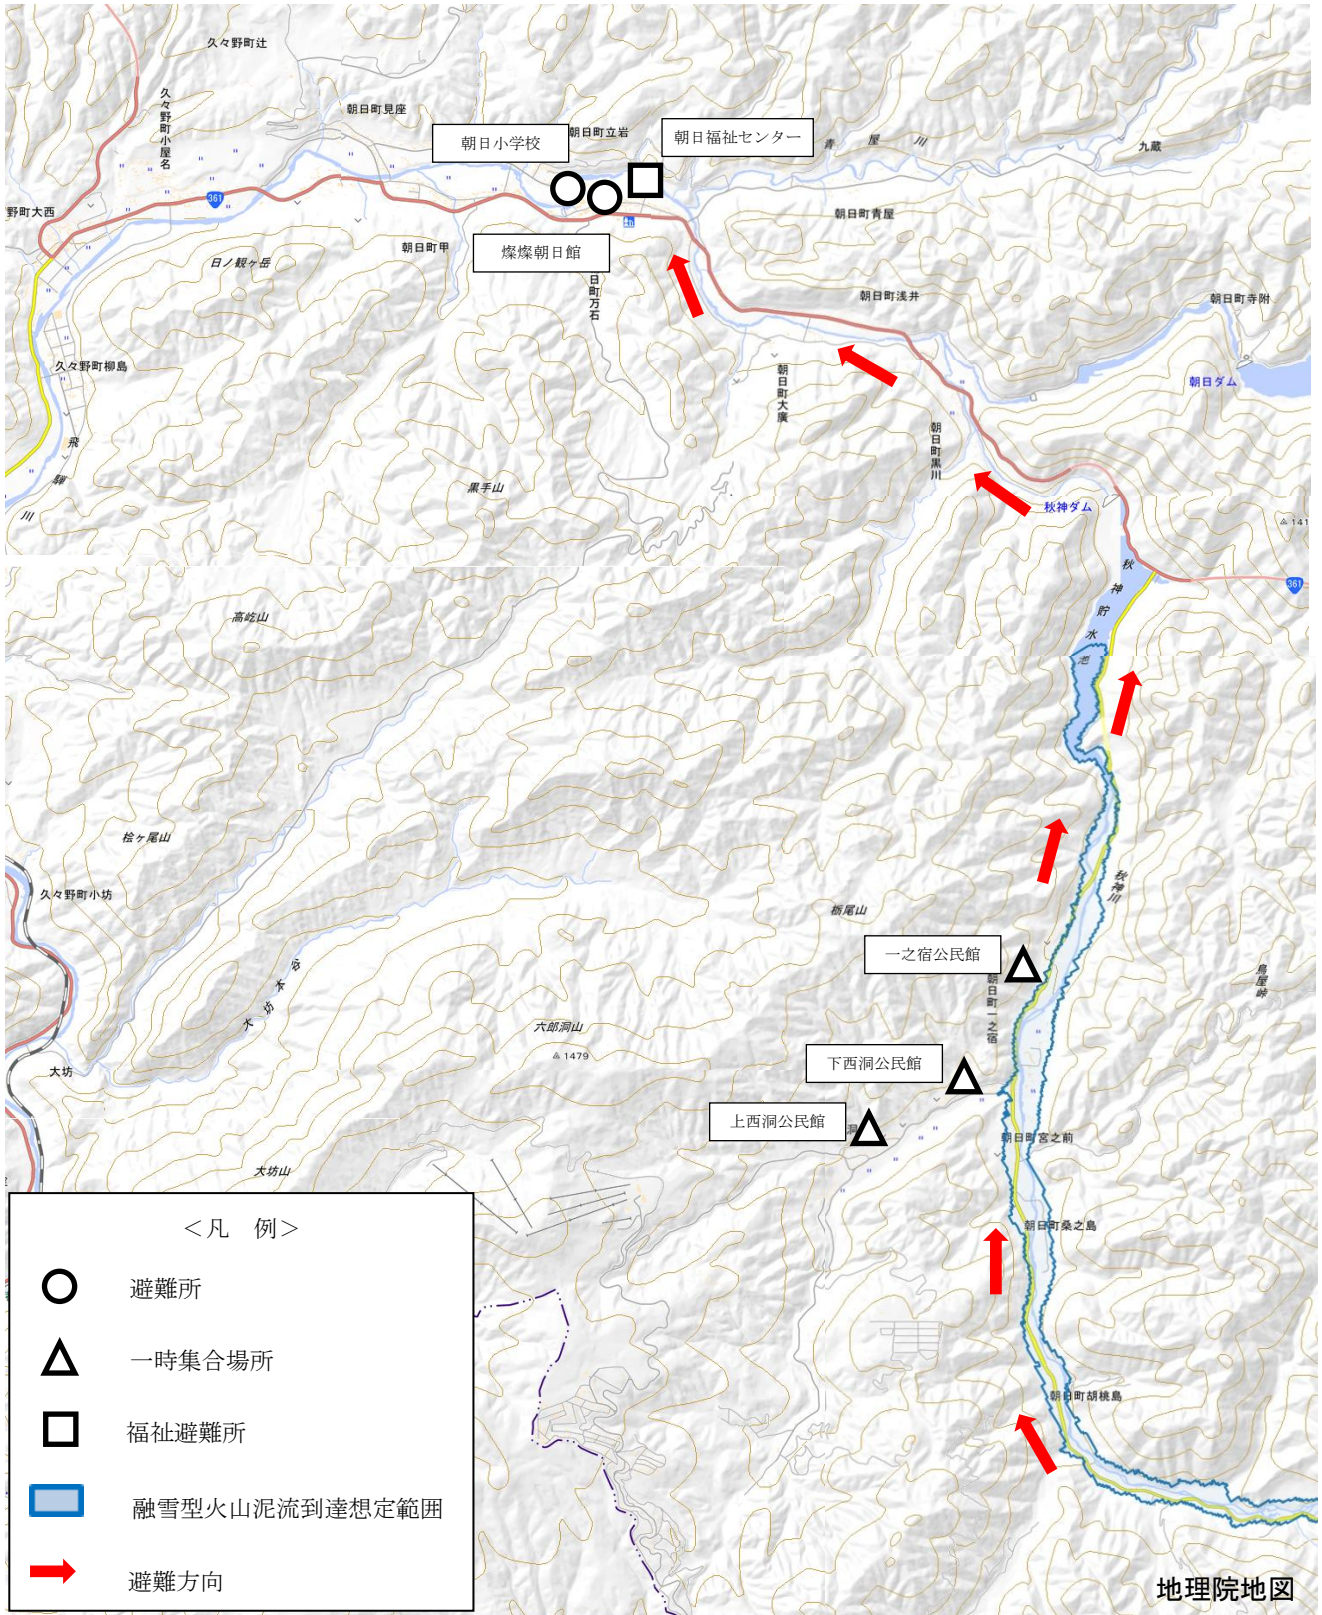 久々野町辻
久々野町小屋名
朝日町見座
朝日小学校
朝日町立岩
朝日福祉センター
青屋川
九蔵
361
野町大西
朝日町青屋
朝日町甲
燦燦朝日館
日ノ観ヶ岳
日町万石
朝日町浅井
朝日町寺附
久々野町柳島
朝日町大廣
朝日ダム
朝日町黒川
飛騨川
黒手山
秋神ダム
141
秋神貯水池
361
高屹山
桧ヶ尾山
久々野町小坊
秋神川
栃尾山
一之宿公民館
朝日町一之宿
鳥屋峠
大坊本谷
六郎洞山
1479
下西洞公民館
大坊
上西洞公民館
洞
朝日町宮之前
大坊山
朝日町桑之島
朝日町胡桃島
＜凡　例＞
避難所
一時集合場所
福祉避難所
融雪型火山泥流到達想定範囲
避難方向
地理院地図